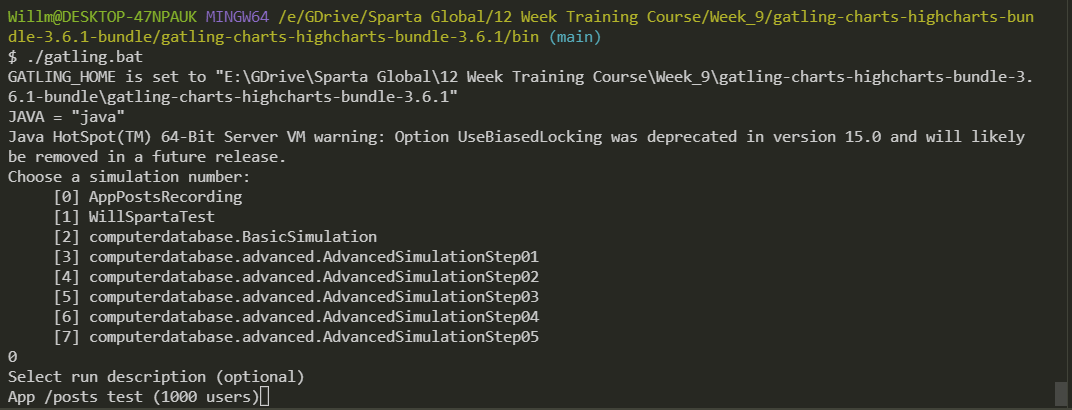 Willm@DESKTOP-47NPAUK MINGW64 /e/GDrive/Sparta Global/12 Week Training Course/Week_9/gatling-charts-highcharts-bun
dle-3.6.1-bundle/gatling-charts-highcharts-bundle-3.6.1/bin (main)
$ ./gatling.bat
GATLING_HOME is set to "E:\GDrive\Sparta Global\12 Week Training Course\Week_9\gatling-charts-highcharts-bundle-3.
6.1-bundle\gatling-charts-highcharts-bundle-3.6.1"
JAVA = "java"
Java HotSpot(TM) 64-Bit Server VM warning: Option UseBiasedLocking was deprecated in version 15.0 and will likely
be removed in a future release.
Choose a simulation number:
     [0] AppPostsRecording
     [1] WillSpartaTest
     [2] computerdatabase.BasicSimulation
     [3] computerdatabase.advanced.AdvancedSimulationStep01
     [4] computerdatabase.advanced.AdvancedSimulationStep02
     [5] computerdatabase.advanced.AdvancedSimulationStep03
     [6] computerdatabase.advanced.AdvancedSimulationStep04
     [7] computerdatabase.advanced.AdvancedSimulationStep05
0
Select run description (optional)
App /posts test (1000 users)